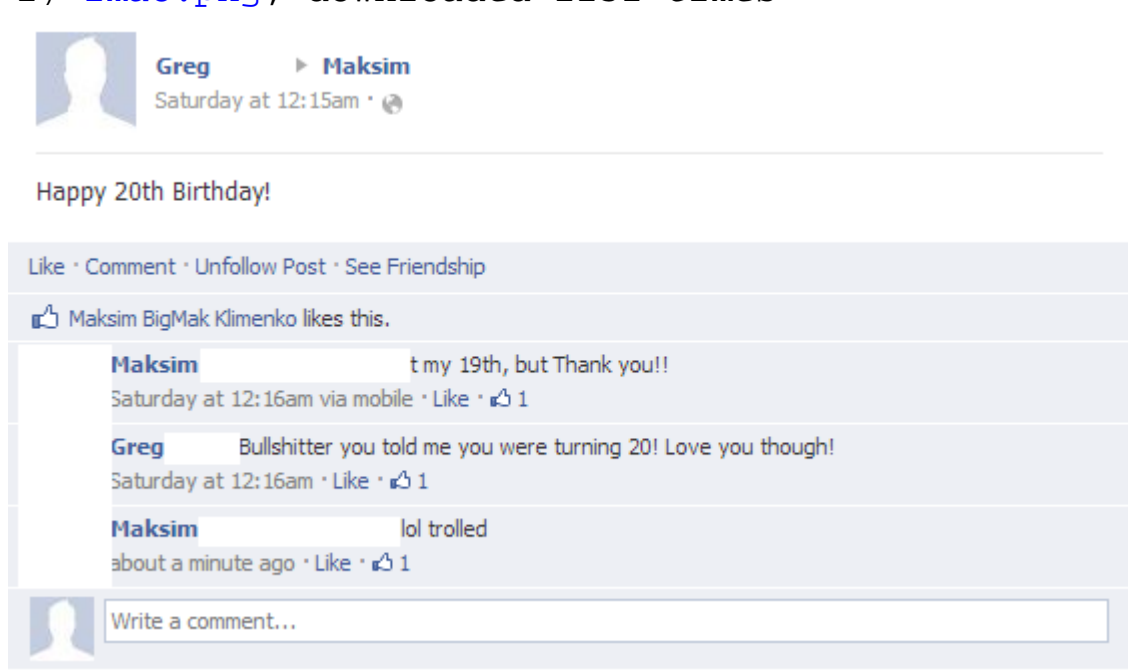 Greg Maksim
Saturday at 12:15am ·
Happy 20th Birthday!
Like · Comment · Unfollow Post · See Friendship
Maksim BigMak Klimenko likes this.
Maksim t my 19th, but Thank you!!
Saturday at 12:16am via mobile · Like · 1
Greg Bullshitter you told me you were turning 20! Love you though!
Saturday at 12:16am · Like · 1
Maksim lol trolled
about a minute ago · Like · 1
Write a comment...